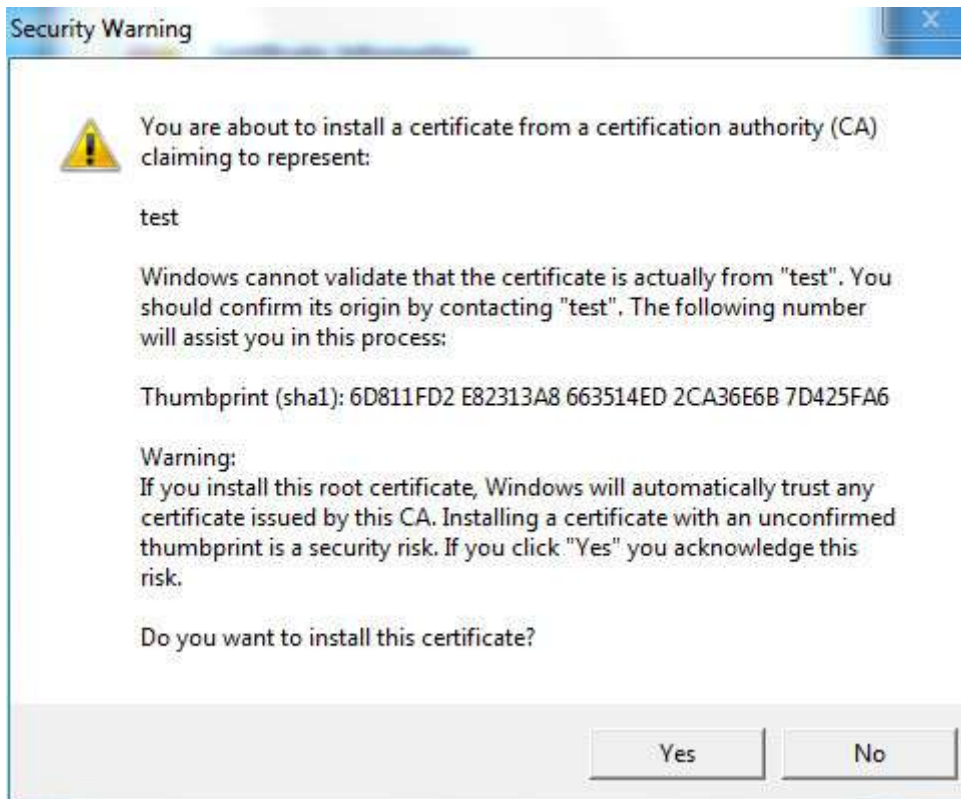 Security Warning
You are about to install a certificate from a certification authority (CA)
claiming to represent:
test
Windows cannot validate that the certificate is actually from "test". You
should confirm its origin by contacting "test". The following number
will assist you in this process:
Thumbprint (sha1): 6D811FD2 E82313A8 663514ED 2CA36E6B 7D425FA6
Warning:
If you install this root certificate, Windows will automatically trust any
certificate issued by this CA. Installing a certificate with an unconfirmed
thumbprint is a security risk. If you click "Yes" you acknowledge this
risk.
Do you want to install this certificate?
Yes
No